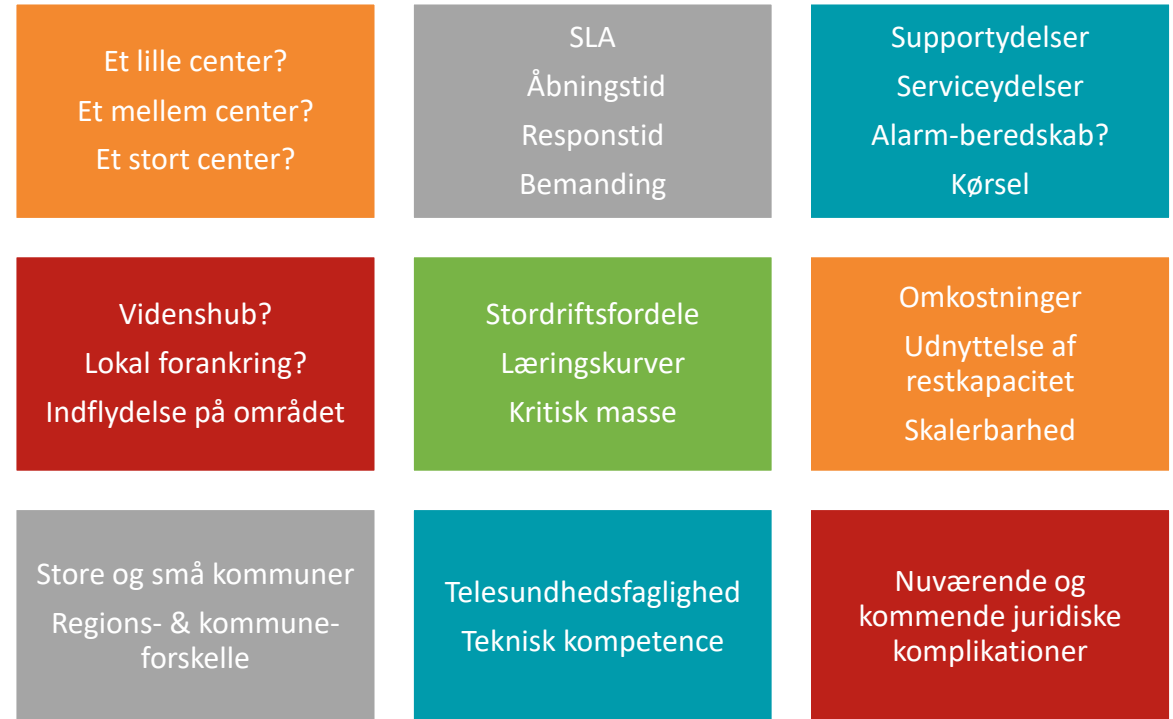 Et lille center?
Et mellem center?
Et stort center?
SLA
Åbningstid
Responstid
Bemanding
Supportydelser
Serviceydelser
Alarm-beredskab?
Kørsel
Videnshub?
Lokal forankring?
Indflydelse på området
Stordriftsfordele
Læringskurver
Kritisk masse
Omkostninger
Udnyttelse af
restkapacitet
Skalerbarhed
Store og små kommuner
Regions- & kommune-
forskelle
Telesundhedsfaglighed
Teknisk kompetence
Nuværende og
kommende juridiske
komplikationer